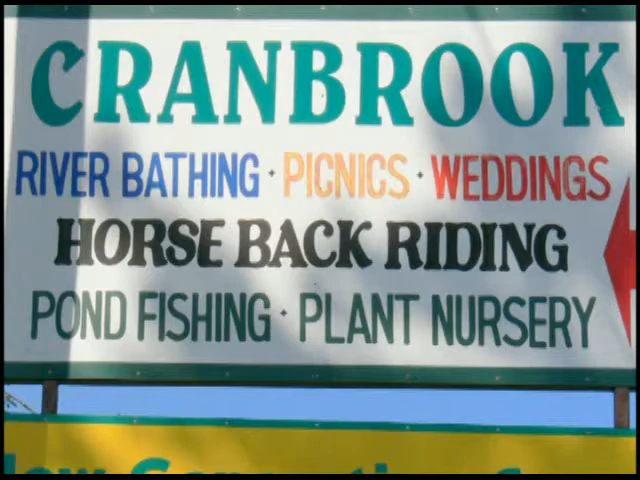 CRANBROOK
RIVER BATHING · PICNICS · WEDDINGS
HORSE BACK RIDING
POND FISHING · PLANT NURSERY